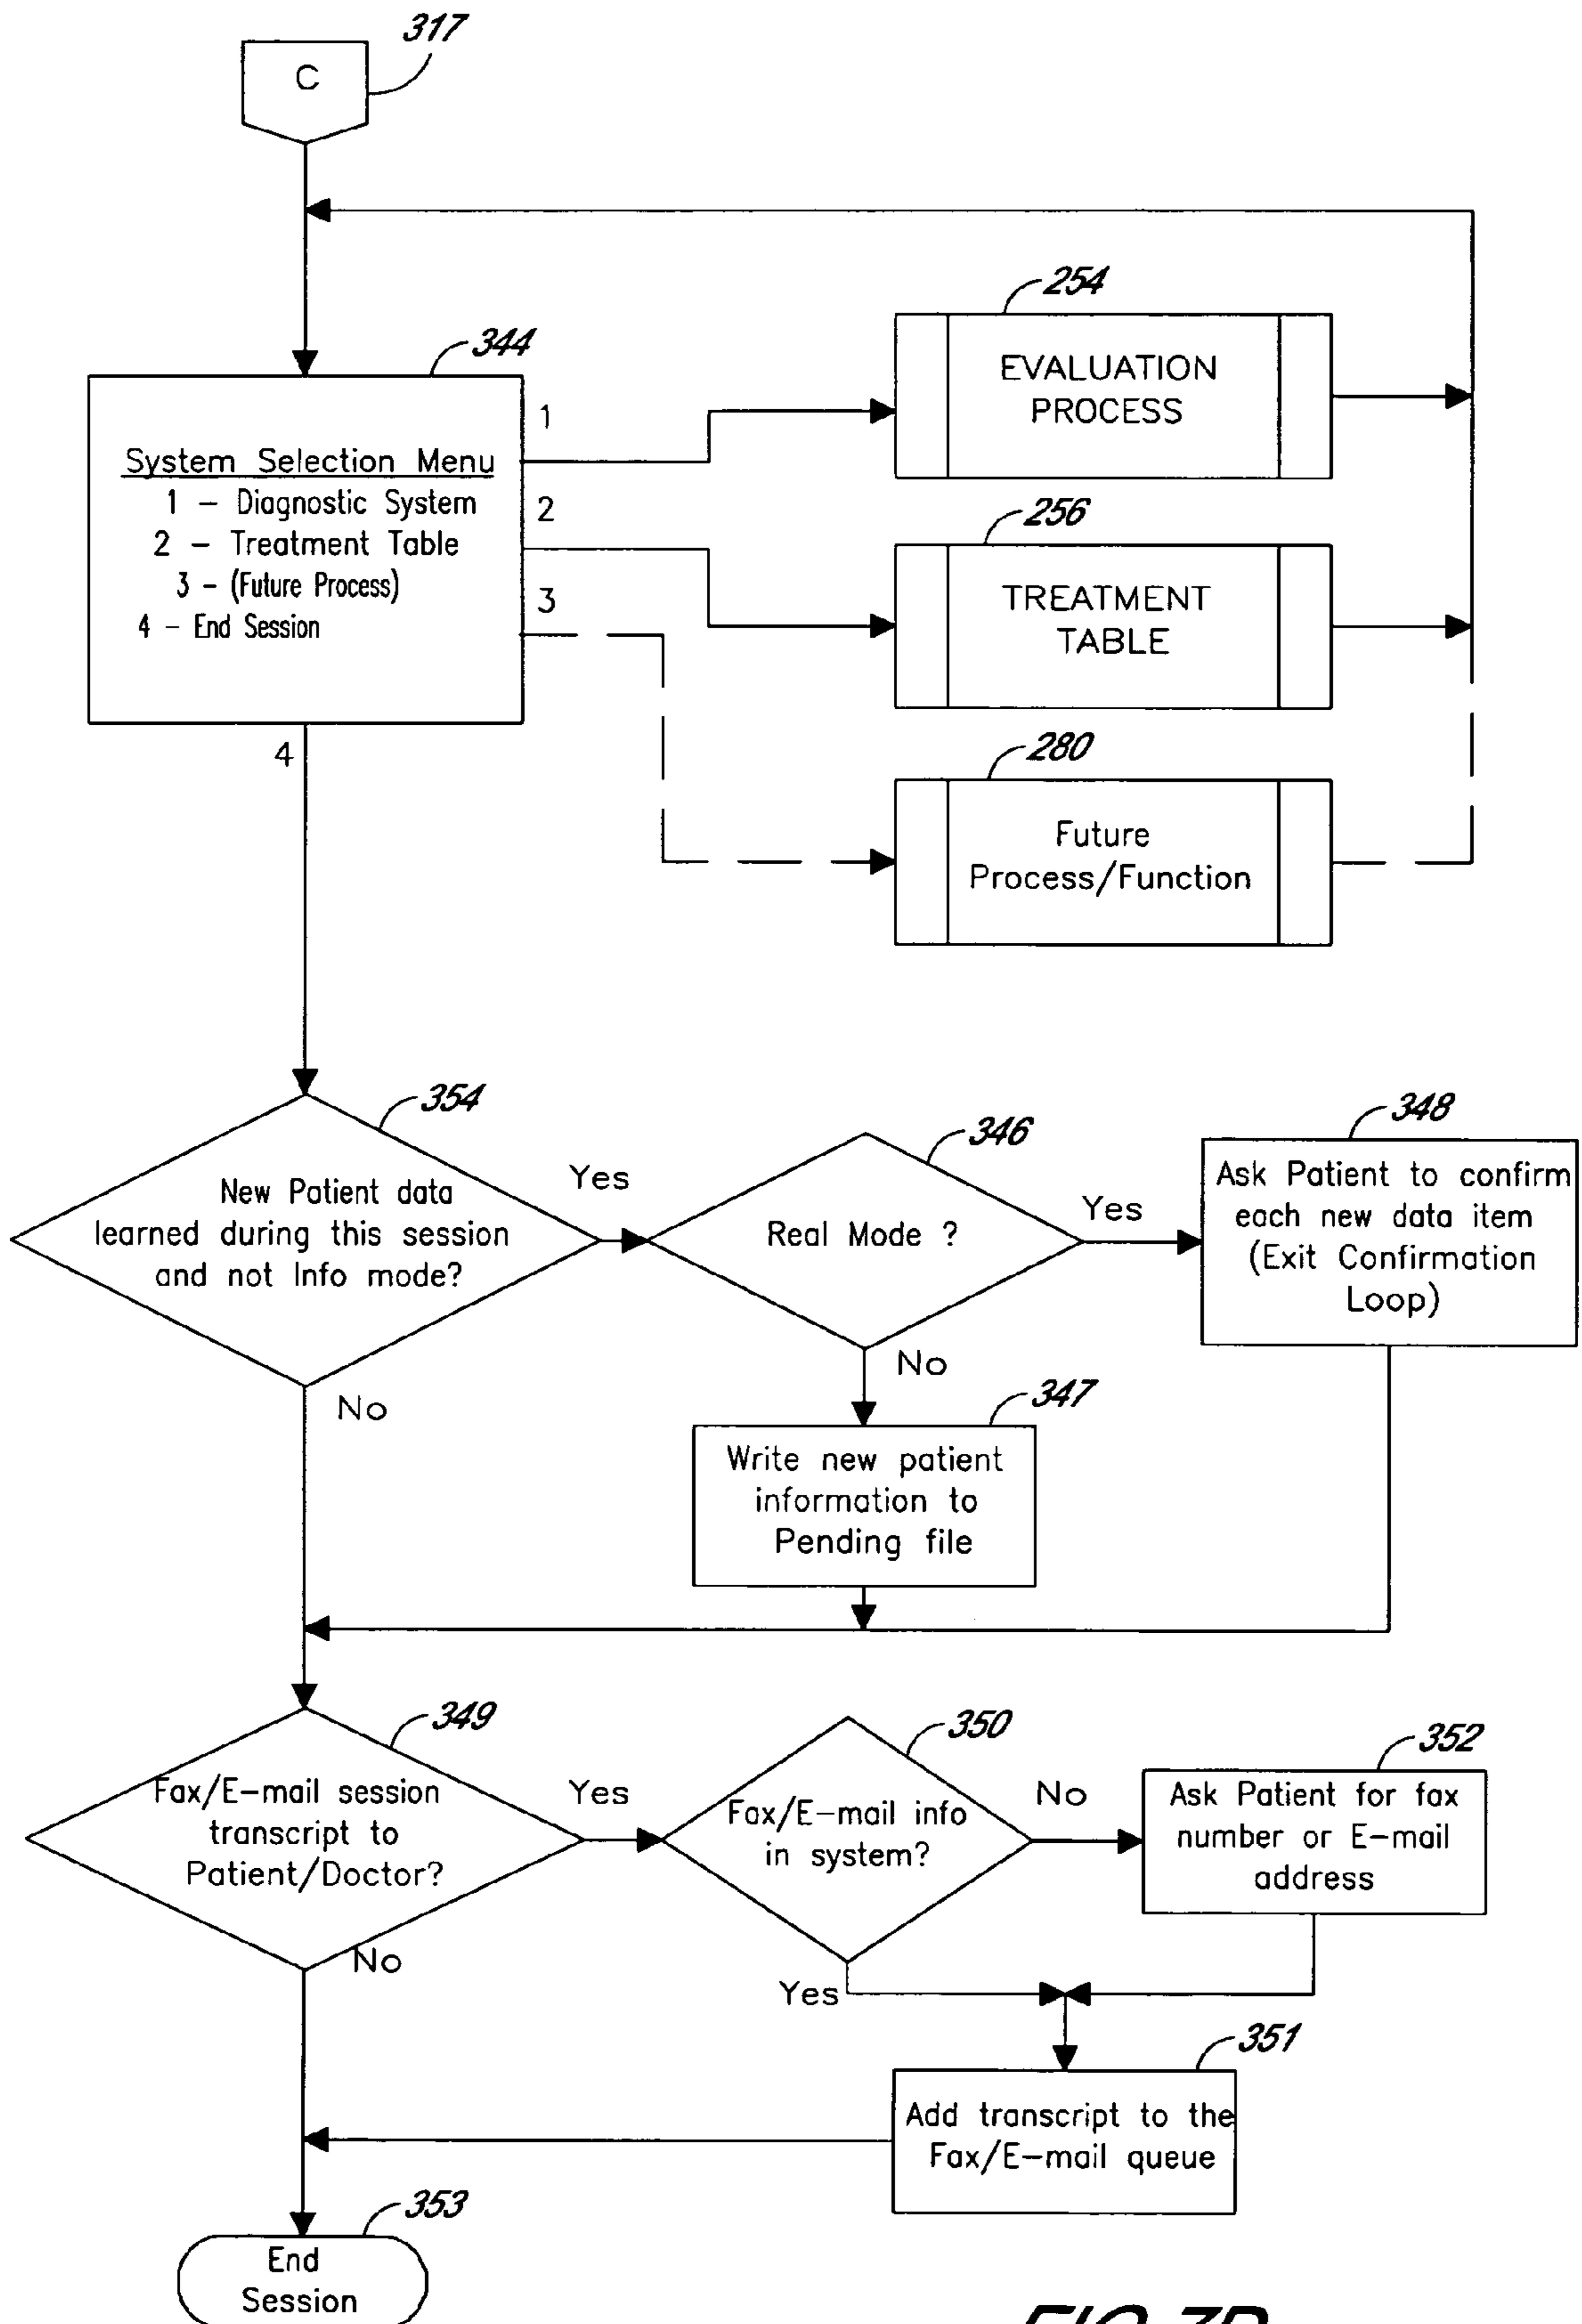 317
C
254
EVALUATION
PROCESS
344
1
System Selection Menu
1 – Diagnostic System
2 – Treatment Table
3 – (Future Process)
4 – End Session
2
256
TREATMENT
TABLE
3
280
Future
Process/Function
4
354
New Patient data
learned during this session
and not Info mode?
Yes
346
Real Mode ?
Yes
348
Ask Patient to confirm
each new data item
(Exit Confirmation
Loop)
No
No
347
Write new patient
information to
Pending file
349
Fax/E-mail session
transcript to
Patient/Doctor?
Yes
350
Fax/E-mail info
in system?
No
352
Ask Patient for fax
number or E-mail
address
No
Yes
351
Add transcript to the
Fax/E-mail queue
353
End
Session